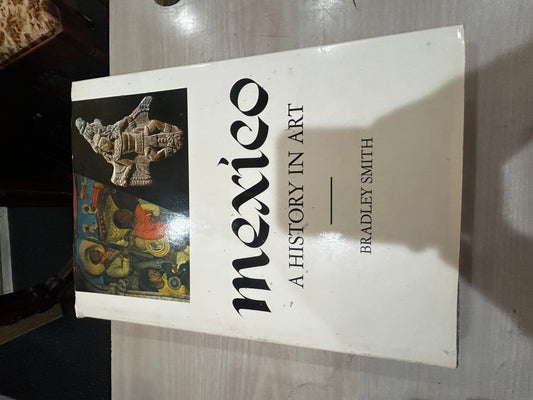 mexico
A HISTORY IN ART
BRADLEY SMITH